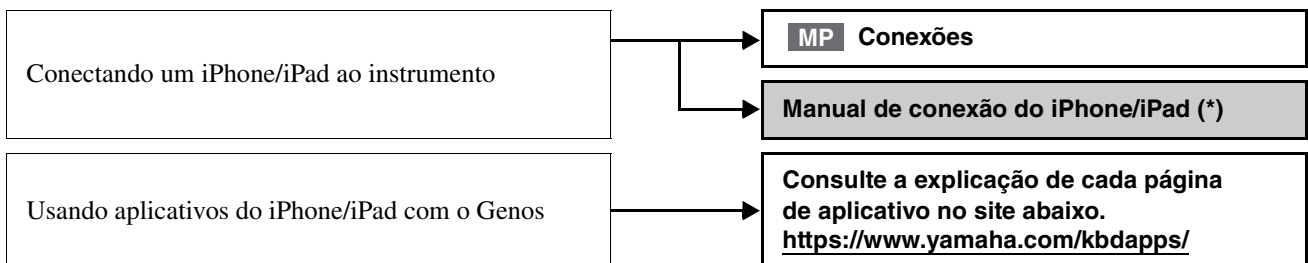 Conectando um iPhone/iPad ao instrumento
MP Conexões
Manual de conexão do iPhone/iPad (*)
Usando aplicativos do iPhone/iPad com o Genos
Consulte a explicação de cada página
de aplicativo no site abaixo.
https://www.yamaha.com/kbdapps/